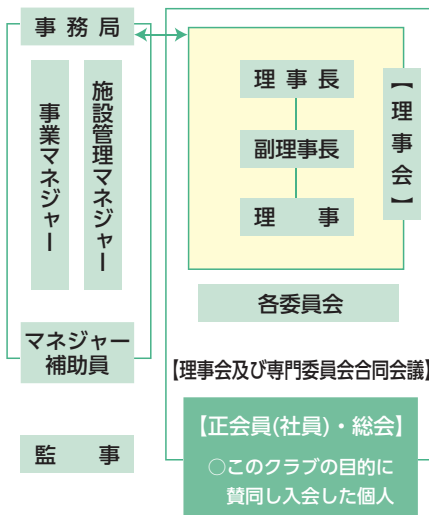 事務局
事業マネジャー
施設管理マネジャー
マネジャー
補助員
監　事
理事長
副理事長
理　事
【理事会】
各委員会
【理事会及び専門委員会合同会議】
【正会員(社員)・総会】
○このクラブの目的に
賛同し入会した個人